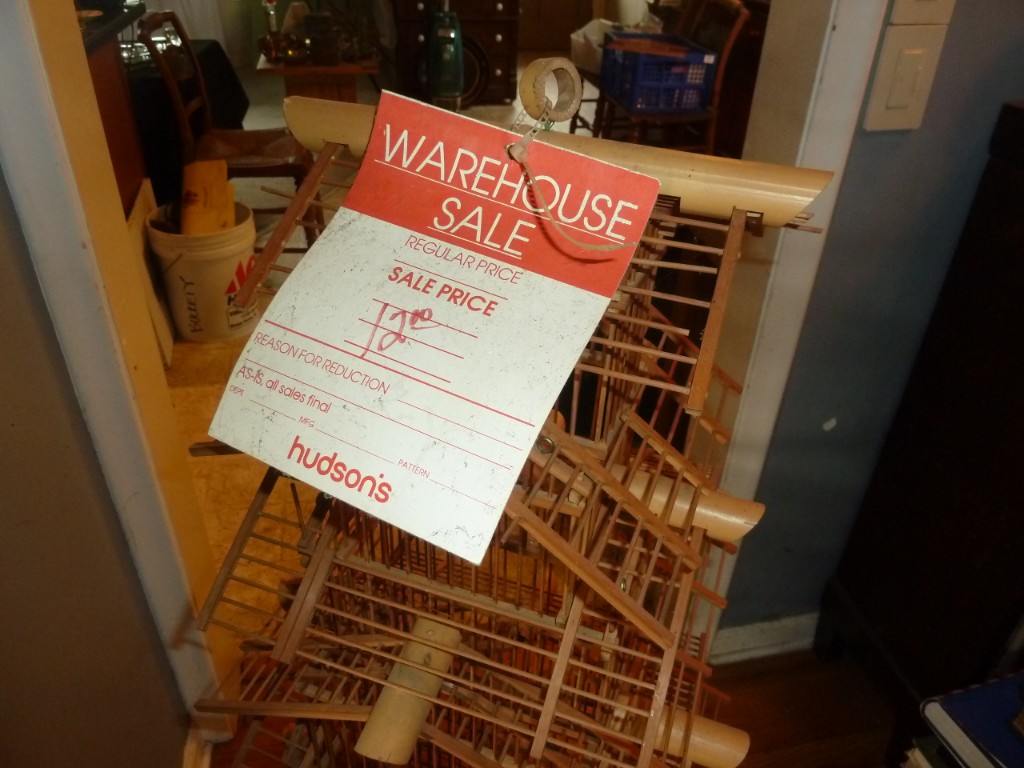 WAREHOUSE
SALE
REGULAR PRICE
SALE PRICE
12.00
REASON FOR REDUCTION
AS-IS, all sales final
DEPT. MFG. PATTERN
hudson's